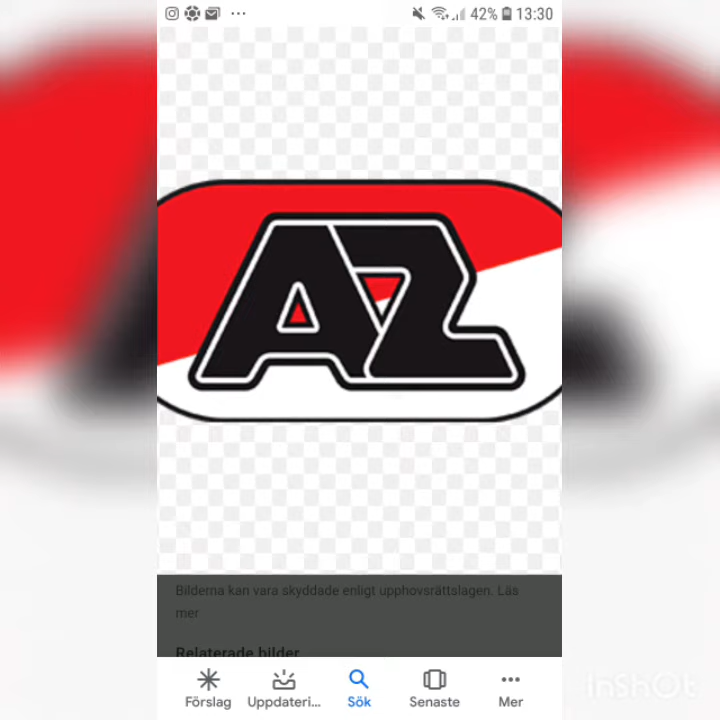 42% 13:30
AZ
Bilderna kan vara skyddade enligt upphovsrättslagen. Läs
mer
Relaterade bilder
Förslag Uppdateri... Sök Senaste Mer
InShOt